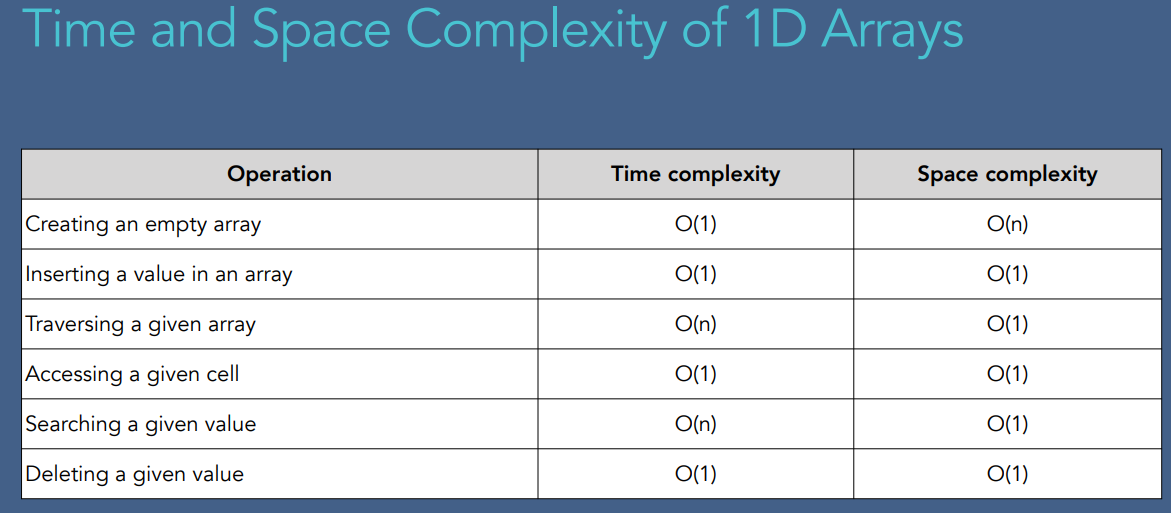 Time and Space Complexity of 1D Arrays
Operation Time complexity Space complexity
Creating an empty array O(1) O(n)
Inserting a value in an array O(1) O(1)
Traversing a given array O(n) O(1)
Accessing a given cell O(1) O(1)
Searching a given value O(n) O(1)
Deleting a given value O(1) O(1)